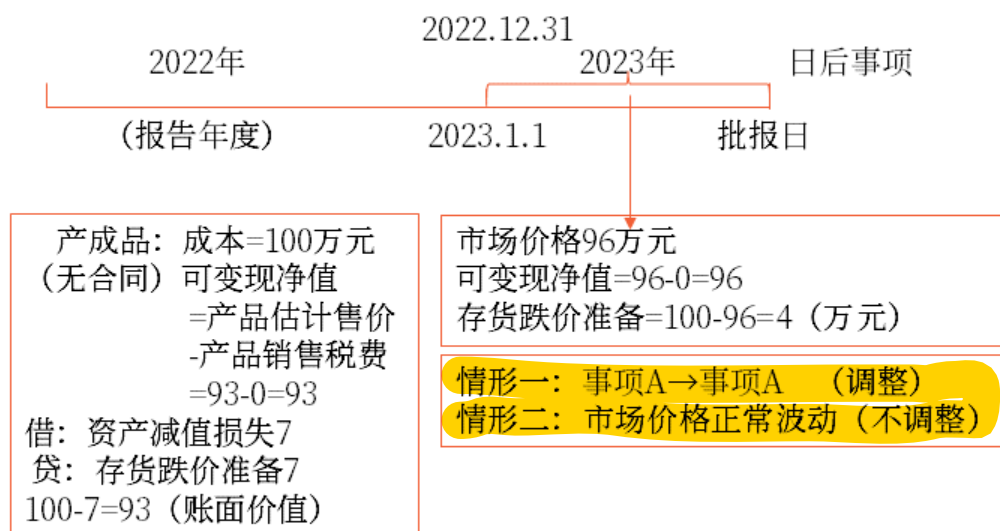 2022.12.31
2022年 2023年 日后事项
（报告年度） 2023.1.1 批报日
产成品：成本=100万元
（无合同）可变现净值
=产品估计售价
-产品销售税费
=93-0=93
借：资产减值损失7
贷：存货跌价准备7
100-7=93（账面价值）
市场价格96万元
可变现净值=96-0=96
存货跌价准备=100-96=4（万元）
情形一：事项A→事项A （调整）
情形二：市场价格正常波动（不调整）